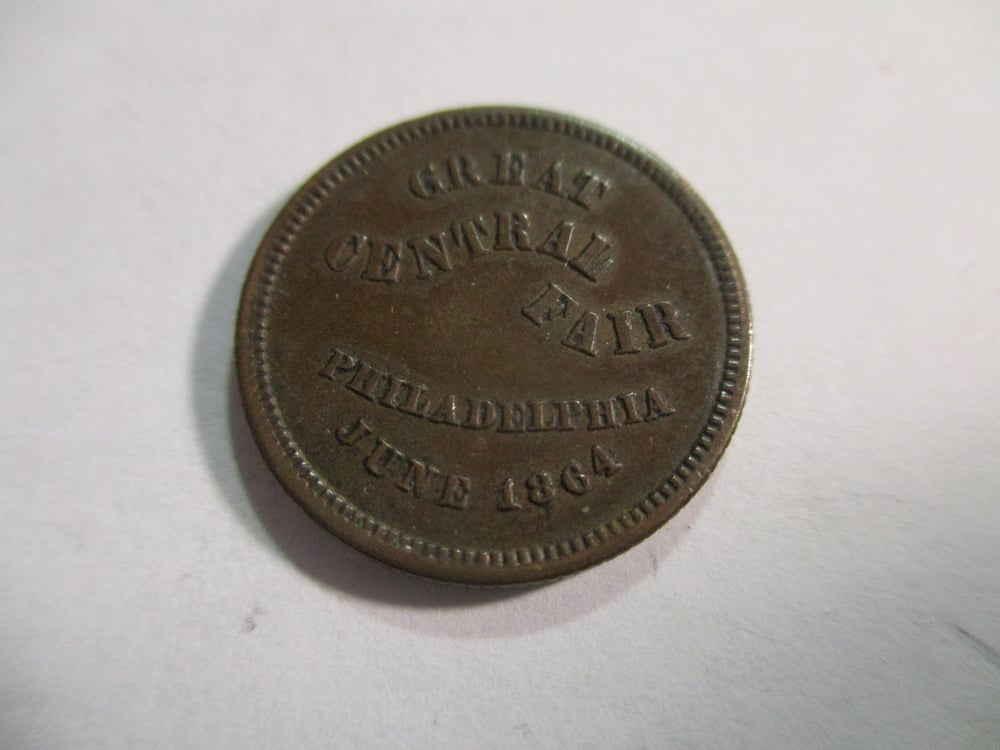 GREAT
CENTRAL
FAIR
PHILADELPHIA
JUNE 1864